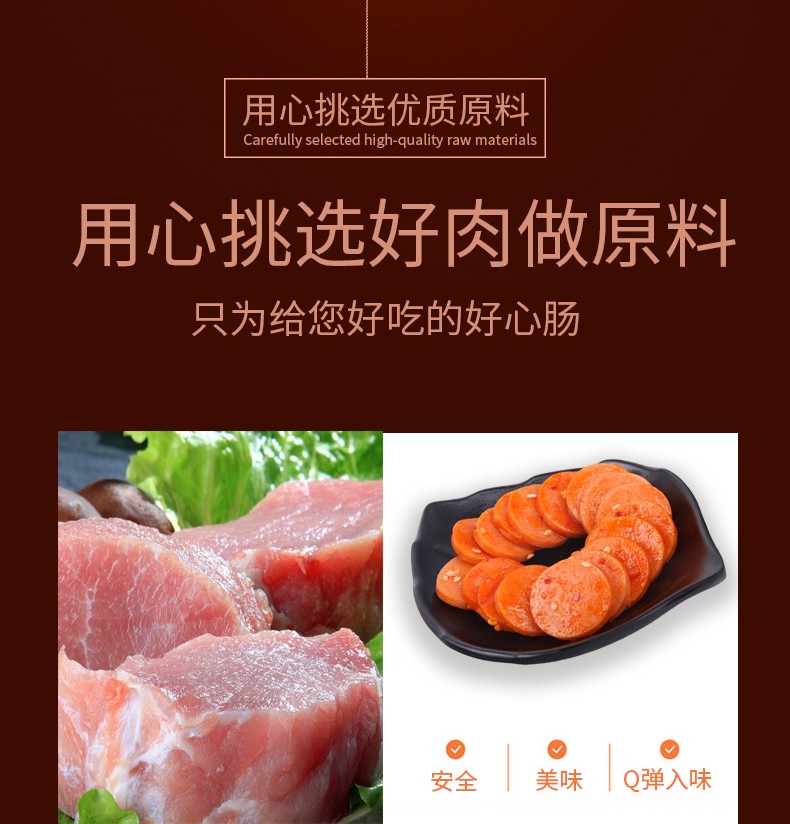 用心挑选优质原料
Carefully selected high-quality raw materials
用心挑选好肉做原料
只为给您好吃的好心肠
安全
美味
Q弹入味